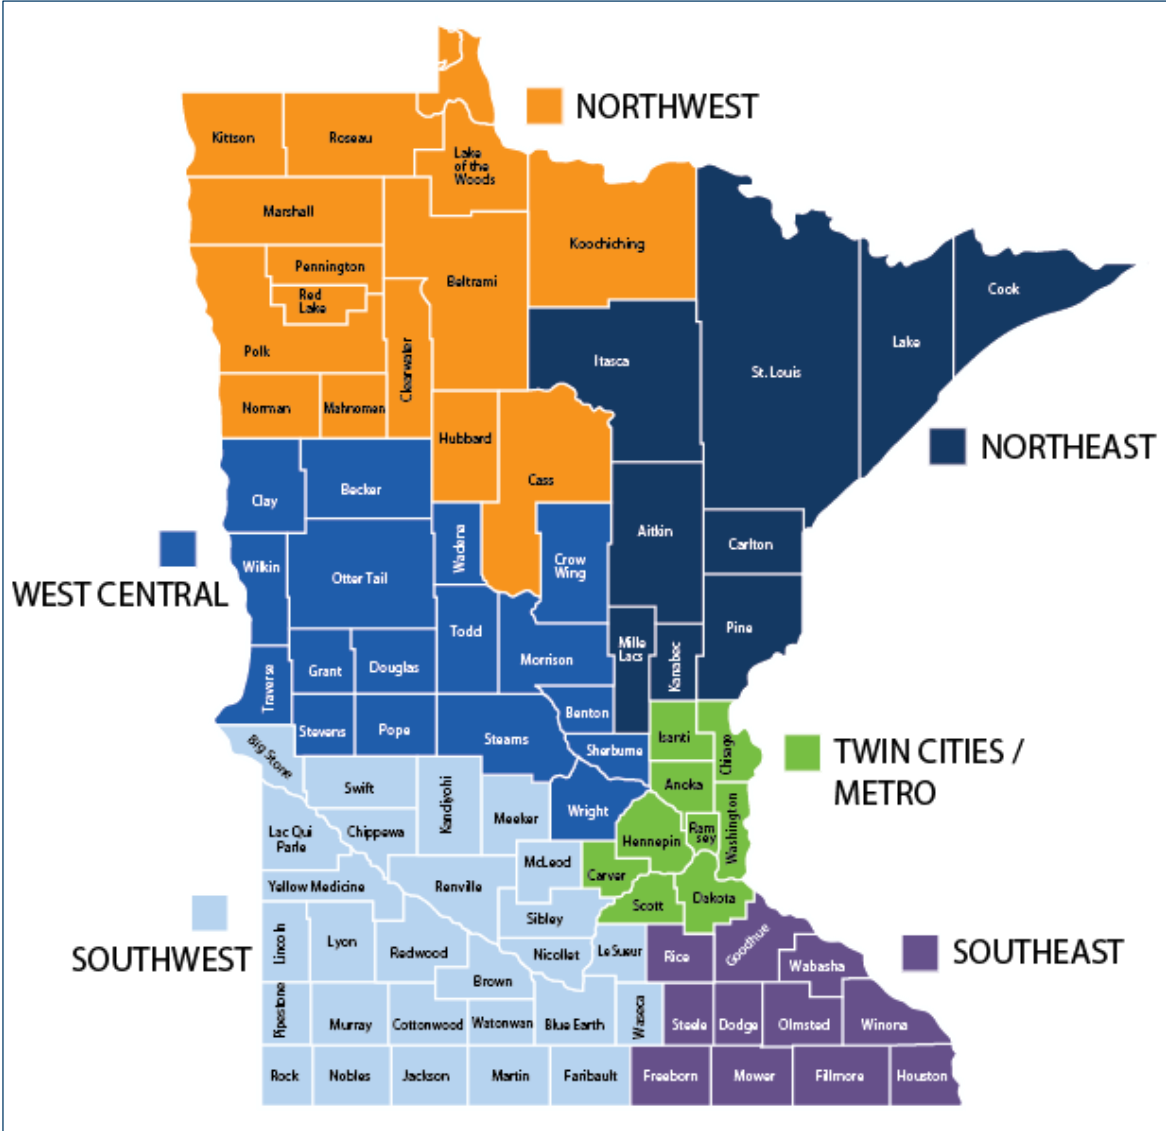 NORTHWEST
Kittson
Roseau
Lake
of the
Woods
Marshall
Koochiching
Pennington
Beltrami
Red
Lake
Cook
Polk
Clearwater
Itasca
Lake
St. Louis
Norman
Mahnomen
Hubbard
NORTHEAST
Cass
Becker
Clay
Wadena
Aitkin
Carlton
Crow
Wing
Wilkin
Otter Tail
WEST CENTRAL
Todd
Pine
Mille
Lacs
Kanabec
Morrison
Grant
Douglas
Traverse
Benton
Stevens
Pope
Stearns
Isanti
Chisago
Sherburne
TWIN CITIES /
METRO
Big Stone
Swift
Kandiyohi
Anoka
Wright
Meeker
Washington
Lac Qui
Parle
Chippewa
Ram
sey
Hennepin
McLeod
Carver
Yellow Medicine
Renville
Dakota
Scott
Sibley
Lincoln
Lyon
Redwood
Nicollet
Le Sueur
Rice
Goodhue
Wabasha
SOUTHWEST
SOUTHEAST
Brown
Pipestone
Murray
Cottonwood
Watonwan
Blue Earth
Waseca
Steele
Dodge
Olmsted
Winona
Rock
Nobles
Jackson
Martin
Faribault
Freeborn
Mower
Fillmore
Houston